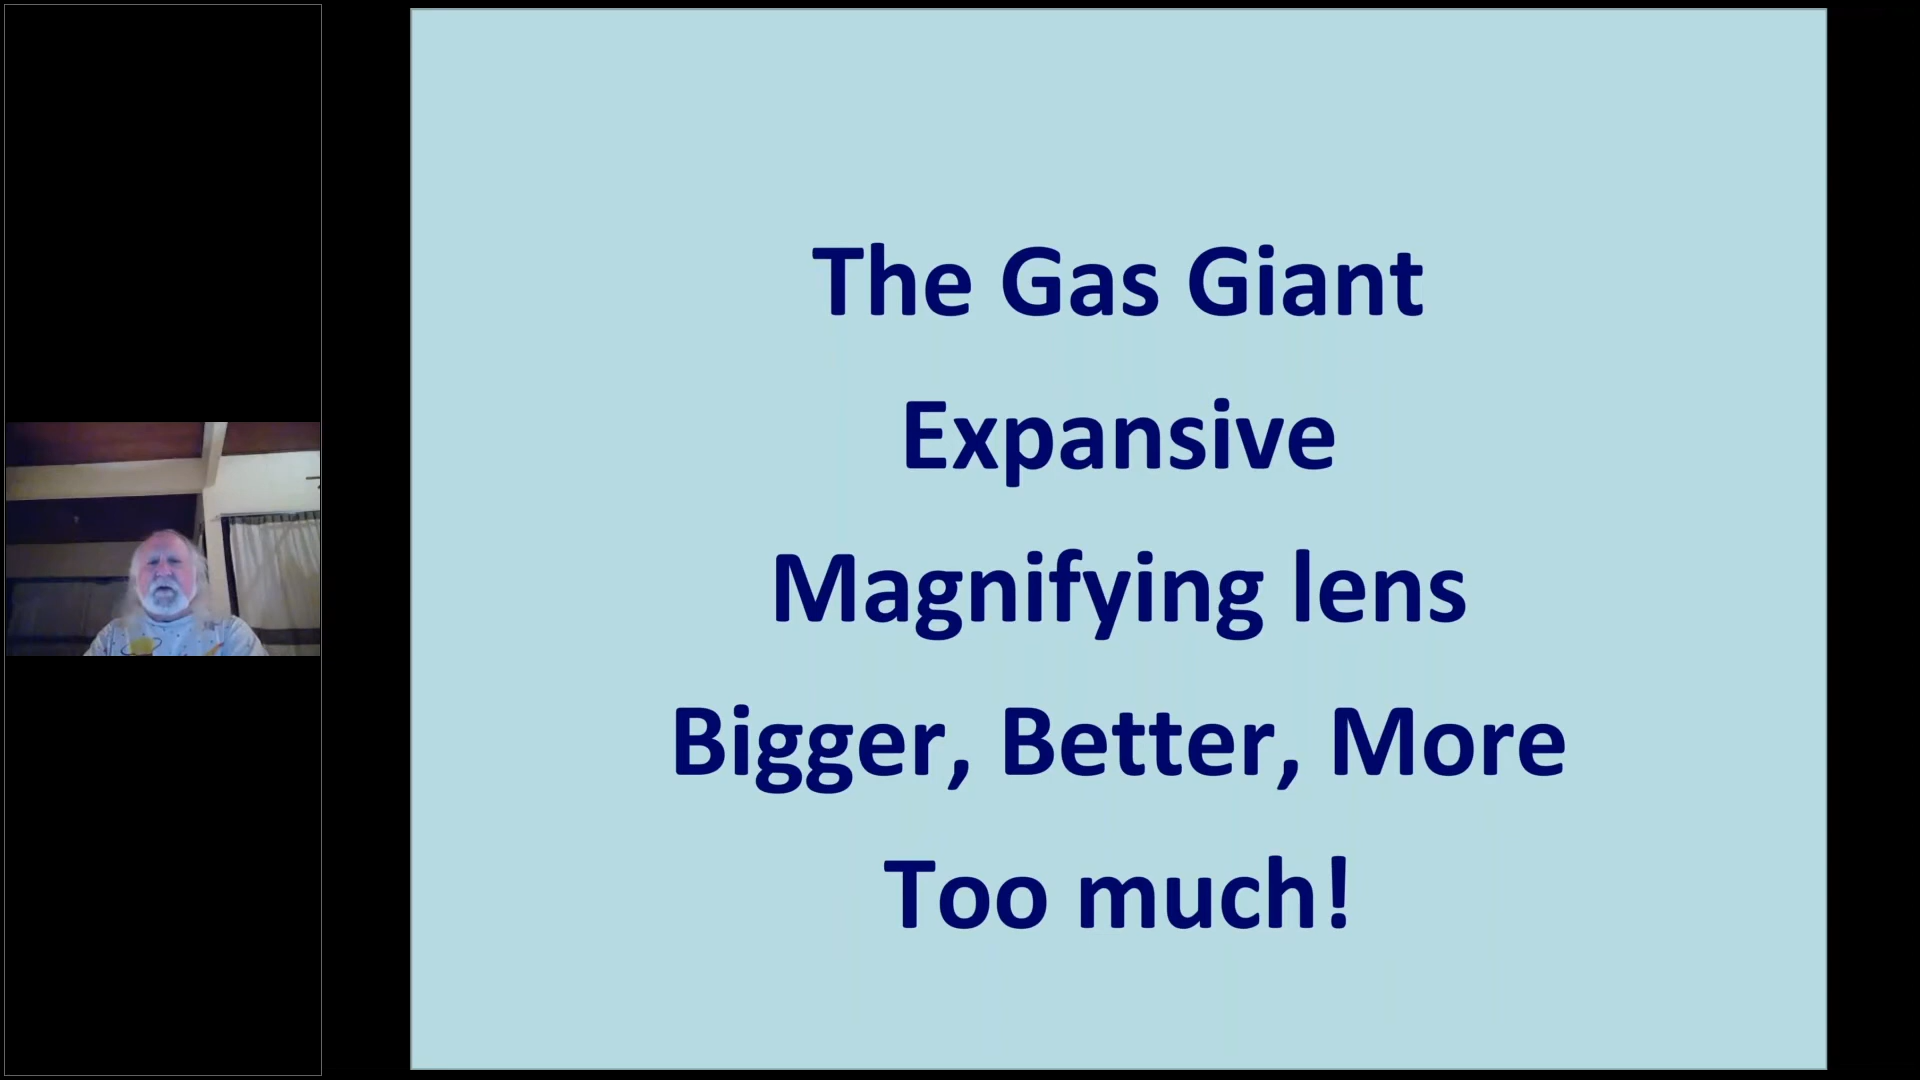 The Gas Giant
Expansive
Magnifying lens
Bigger, Better, More
Too much!